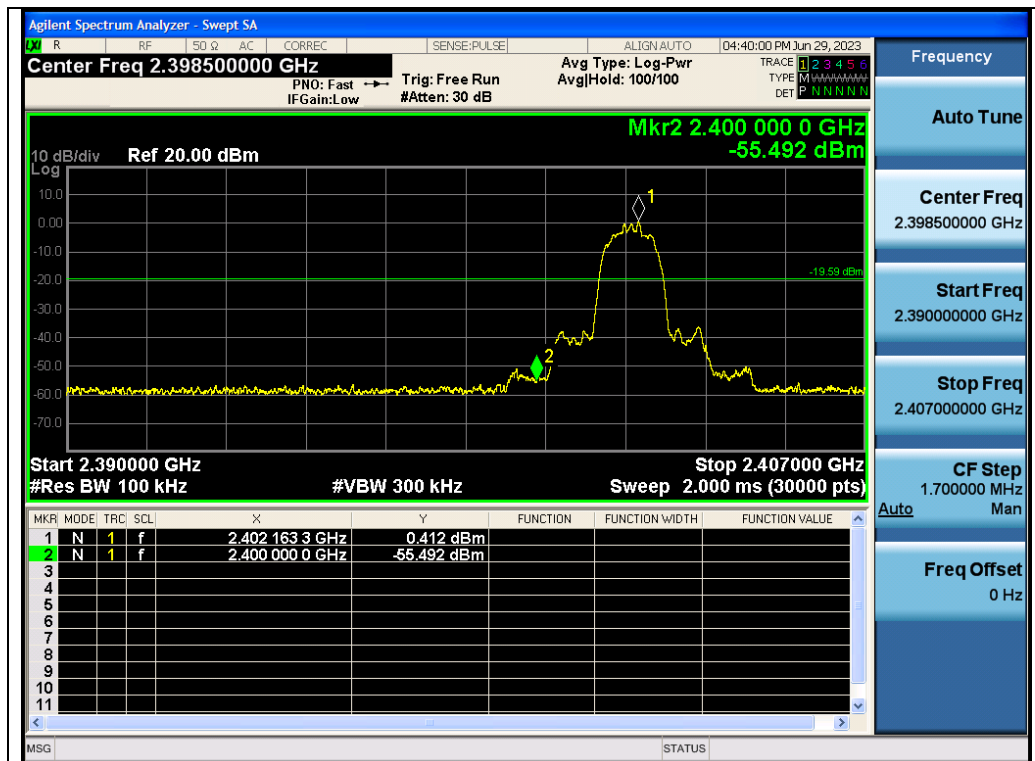 Agilent Spectrum Analyzer - Swept SA
LXI R RF 50 Ω AC CORREC SENSE:PULSE ALIGN AUTO 04:40:00 PM Jun 29, 2023
Center Freq 2.398500000 GHz
PNO: Fast
IFGain:Low
Trig: Free Run
#Atten: 30 dB
Avg Type: Log-Pwr
Avg|Hold: 100/100
TRACE 1 2 3 4 5 6
TYPE MWWWWW
DET P N N N N N
Mkr2 2.400 000 0 GHz
-55.492 dBm
10 dB/div Ref 20.00 dBm
Log
10.0
0.00
-10.0
-20.0
-30.0
-40.0
-50.0
-60.0
-70.0
1
2
-19.59 dBm
Start 2.390000 GHz Stop 2.407000 GHz
#Res BW 100 kHz #VBW 300 kHz Sweep 2.000 ms (30000 pts)
MKR MODE TRC SCL X Y FUNCTION FUNCTION WIDTH FUNCTION VALUE
1 N 1 f 2.402 163 3 GHz 0.412 dBm
2 N 1 f 2.400 000 0 GHz -55.492 dBm
3
4
5
6
7
8
9
10
11
MSG STATUS
Frequency
Auto Tune
Center Freq
2.398500000 GHz
Start Freq
2.390000000 GHz
Stop Freq
2.407000000 GHz
CF Step
1.700000 MHz
Auto Man
Freq Offset
0 Hz